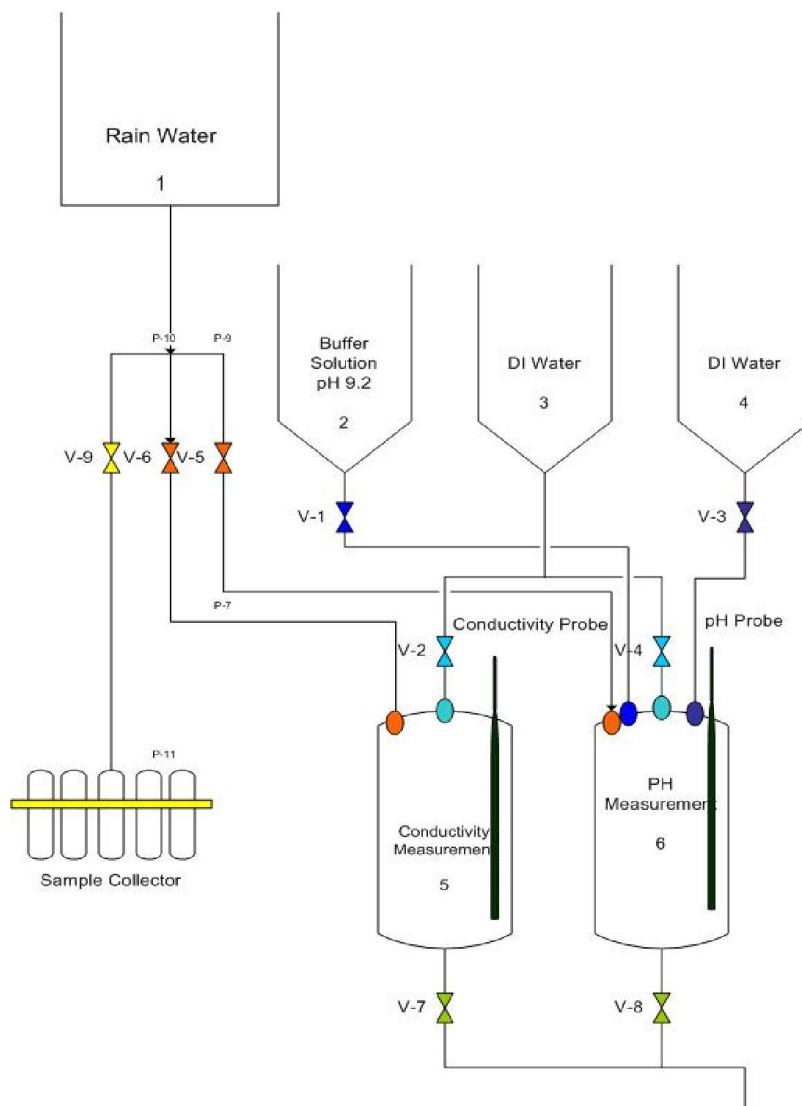 Rain Water
1
P-10
P-9
Buffer
Solution
pH 9.2
2
DI Water
3
DI Water
4
V-9
V-6
V-5
V-1
V-3
P-7
Conductivity Probe
pH Probe
V-2
V-4
P-11
Sample Collector
Conductivity
Measurement
5
PH
Measurement
6
V-7
V-8